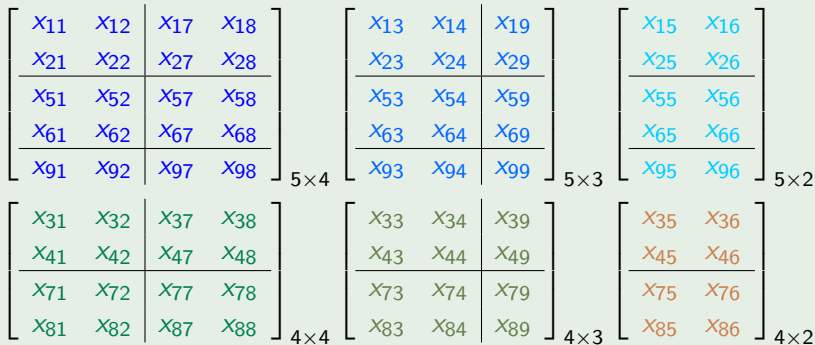 x11 x12 x17 x18 x13 x14 x19 x15 x16
x21 x22 x27 x28 x23 x24 x29 x25 x26
x51 x52 x57 x58 x53 x54 x59 x55 x56
x61 x62 x67 x68 x63 x64 x69 x65 x66
x91 x92 x97 x98 5×4 x93 x94 x99 5×3 x95 x96 5×2
x31 x32 x37 x38 x33 x34 x39 x35 x36
x41 x42 x47 x48 x43 x44 x49 x45 x46
x71 x72 x77 x78 x73 x74 x79 x75 x76
x81 x82 x87 x88 4×4 x83 x84 x89 4×3 x85 x86 4×2